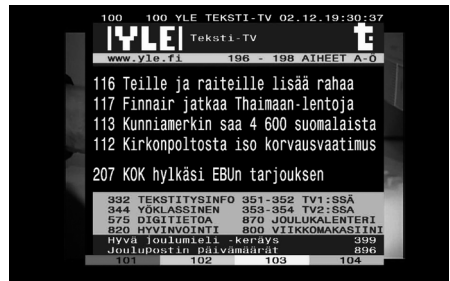 100 100 YLE TEKSTI-TV 02.12.19:30:37
YLE Teksti-TV t
www.yle.fi 196 - 198 AIHEET A-Ö
116 Teille ja raiteille lisää rahaa
117 Finnair jatkaa Thaimaan-lentoja
113 Kunniamerkin saa 4 600 suomalaista
112 Kirkonpoltosta iso korvausvaatimus
207 KOK hylkäsi EBUn tarjouksen
332 TEKSTITYSINFO 351-352 TV1:SSÄ
344 YÖKLASSINEN 353-354 TV2:SSA
575 DIGITIETOA 870 JOULUKALENTERI
820 HYVINVOINTI 800 VIIKKOMAKASIINI
Hyvä joulumieli -keräys 399
Joulupostin päivämäärät 896
101 102 103 104